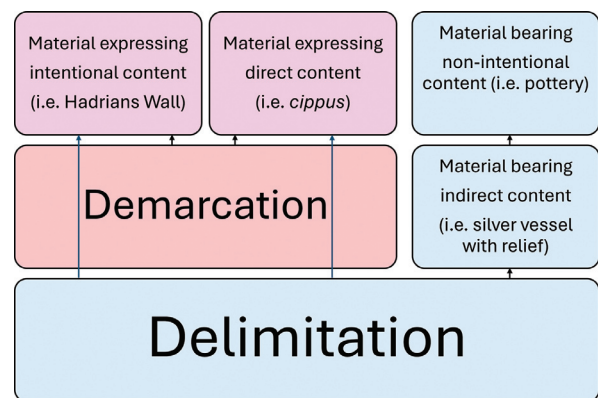 Material expressing
intentional content
(i.e. Hadrians Wall)
Material expressing
direct content
(i.e. cippus)
Material bearing
non-intentional
content (i.e. pottery)
Demarcation
Material bearing
indirect content
(i.e. silver vessel
with relief)
Delimitation